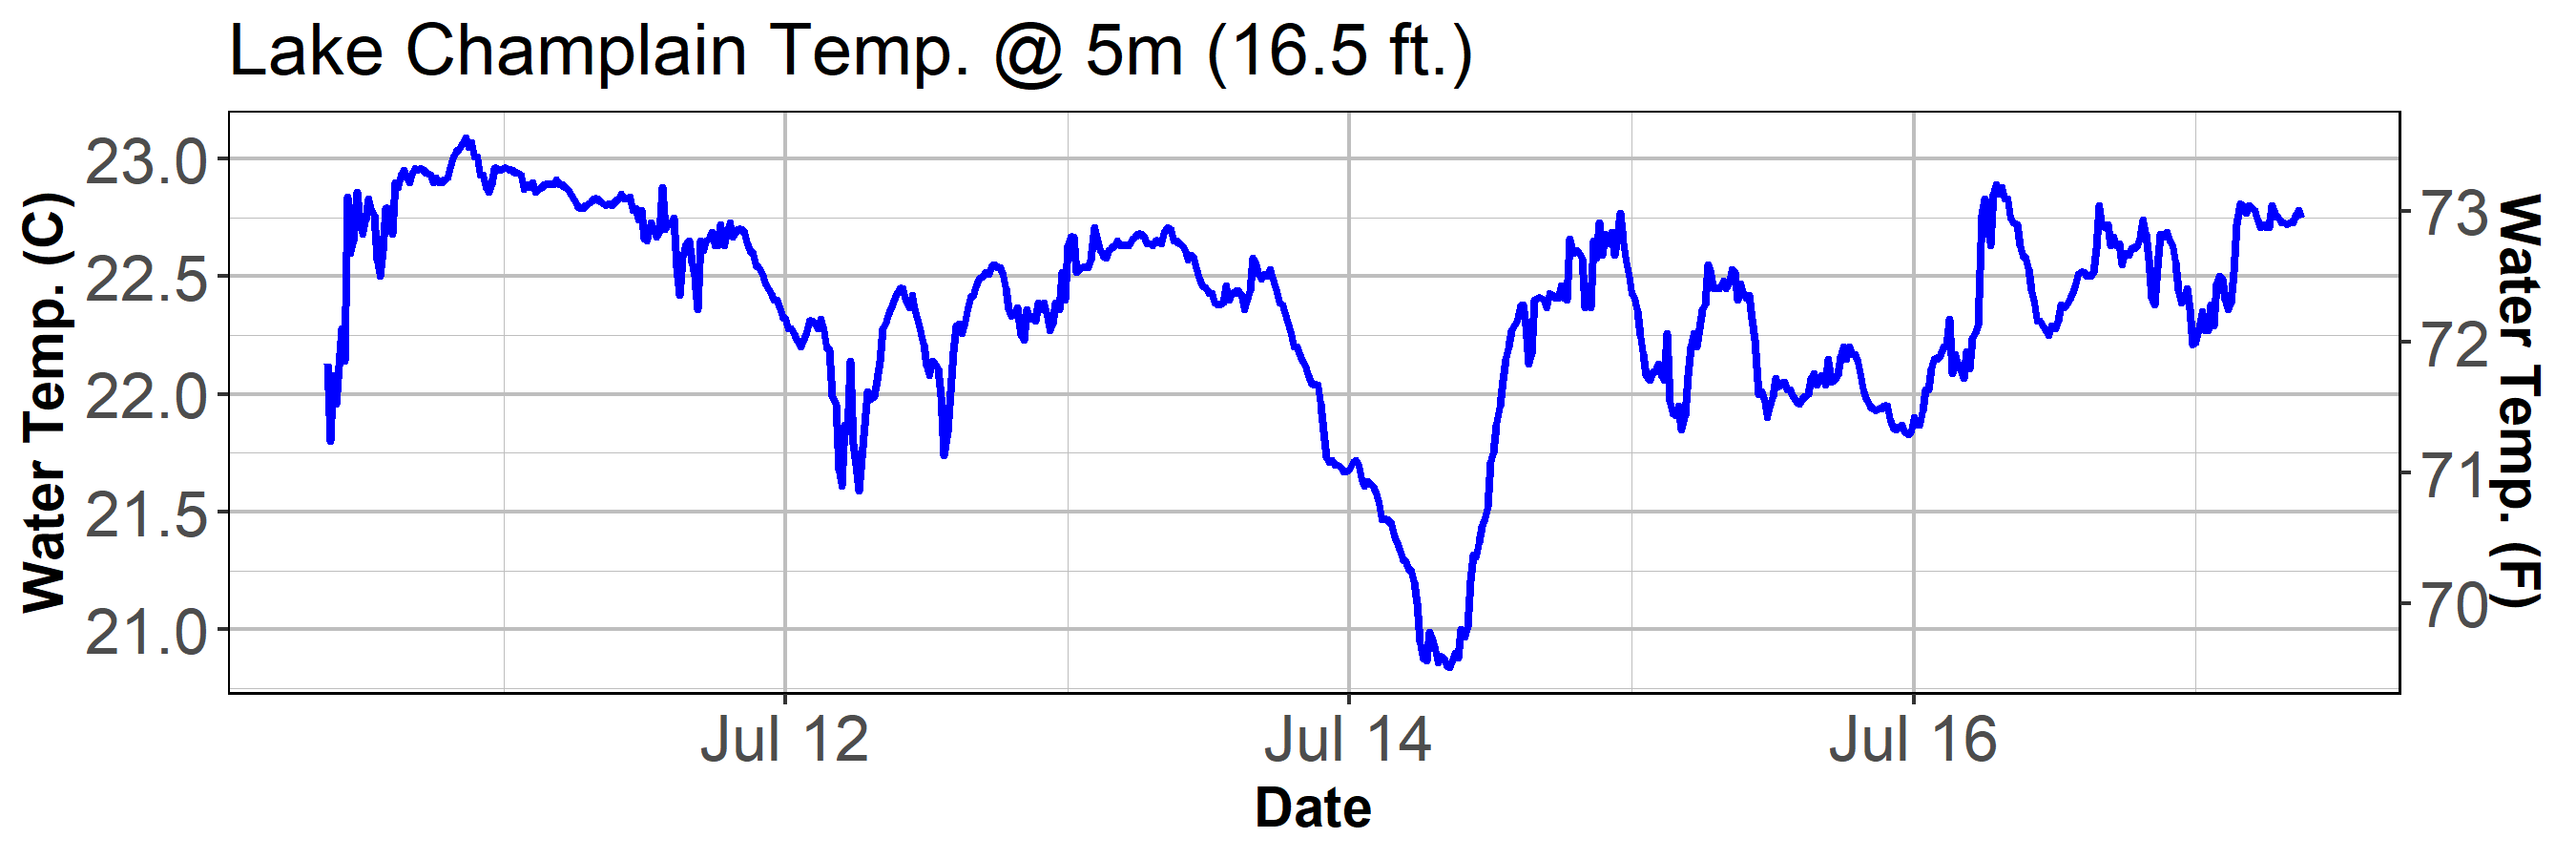 Lake Champlain Temp. @ 5m (16.5 ft.)
Water Temp. (C)
23.0
22.5
22.0
21.5
21.0
73
72
71
70
Water Temp. (F)
Jul 12
Jul 14
Jul 16
Date